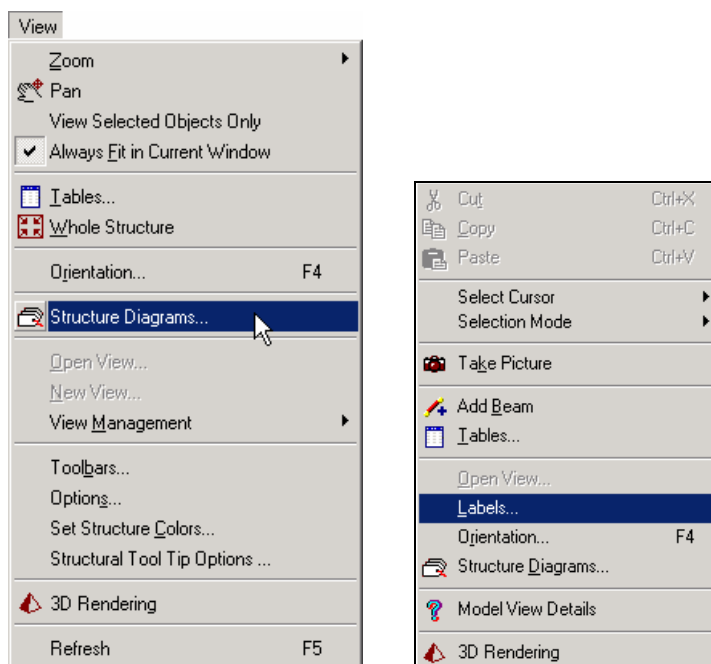 View
Zoom
Pan
View Selected Objects Only
Always Fit in Current Window
Tables...
Whole Structure
Orientation... F4
Structure Diagrams...
Open View...
New View...
View Management
Toolbars...
Options...
Set Structure Colors...
Structural Tool Tip Options ...
3D Rendering
Refresh F5
Cut Ctrl+X
Copy Ctrl+C
Paste Ctrl+V
Select Cursor
Selection Mode
Take Picture
Add Beam
Tables...
Open View...
Labels...
Orientation... F4
Structure Diagrams...
Model View Details
3D Rendering